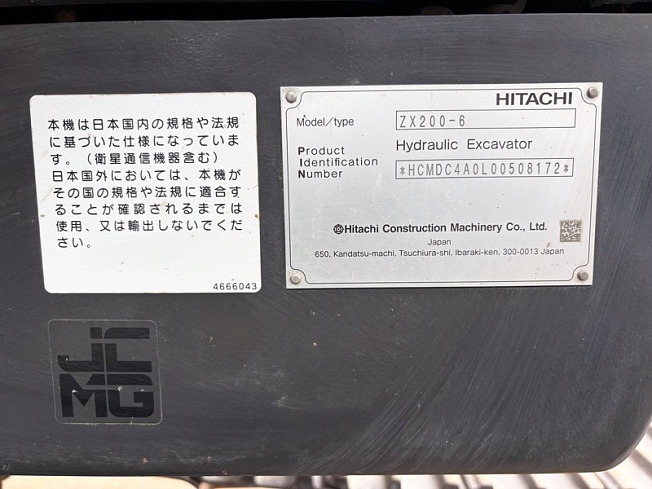 本機は日本国内の規格や法規
に基づいた仕様になっていま
す。（衛星通信機器含む）
日本国外においては、本機が
その国の規格や法規に適合す
ることが確認されるまでは
使用、又は輸出しないでくだ
さい。
4666043
HITACHI
Model/type ZX200-6
Product Hydraulic Excavator
Identification *HCMDC4A0L00508172*
Number
Hitachi Construction Machinery Co., Ltd.
Japan
650, Kandatsu-machi, Tsuchiura-shi, Ibaraki-ken, 300-0013 Japan
JC
MG